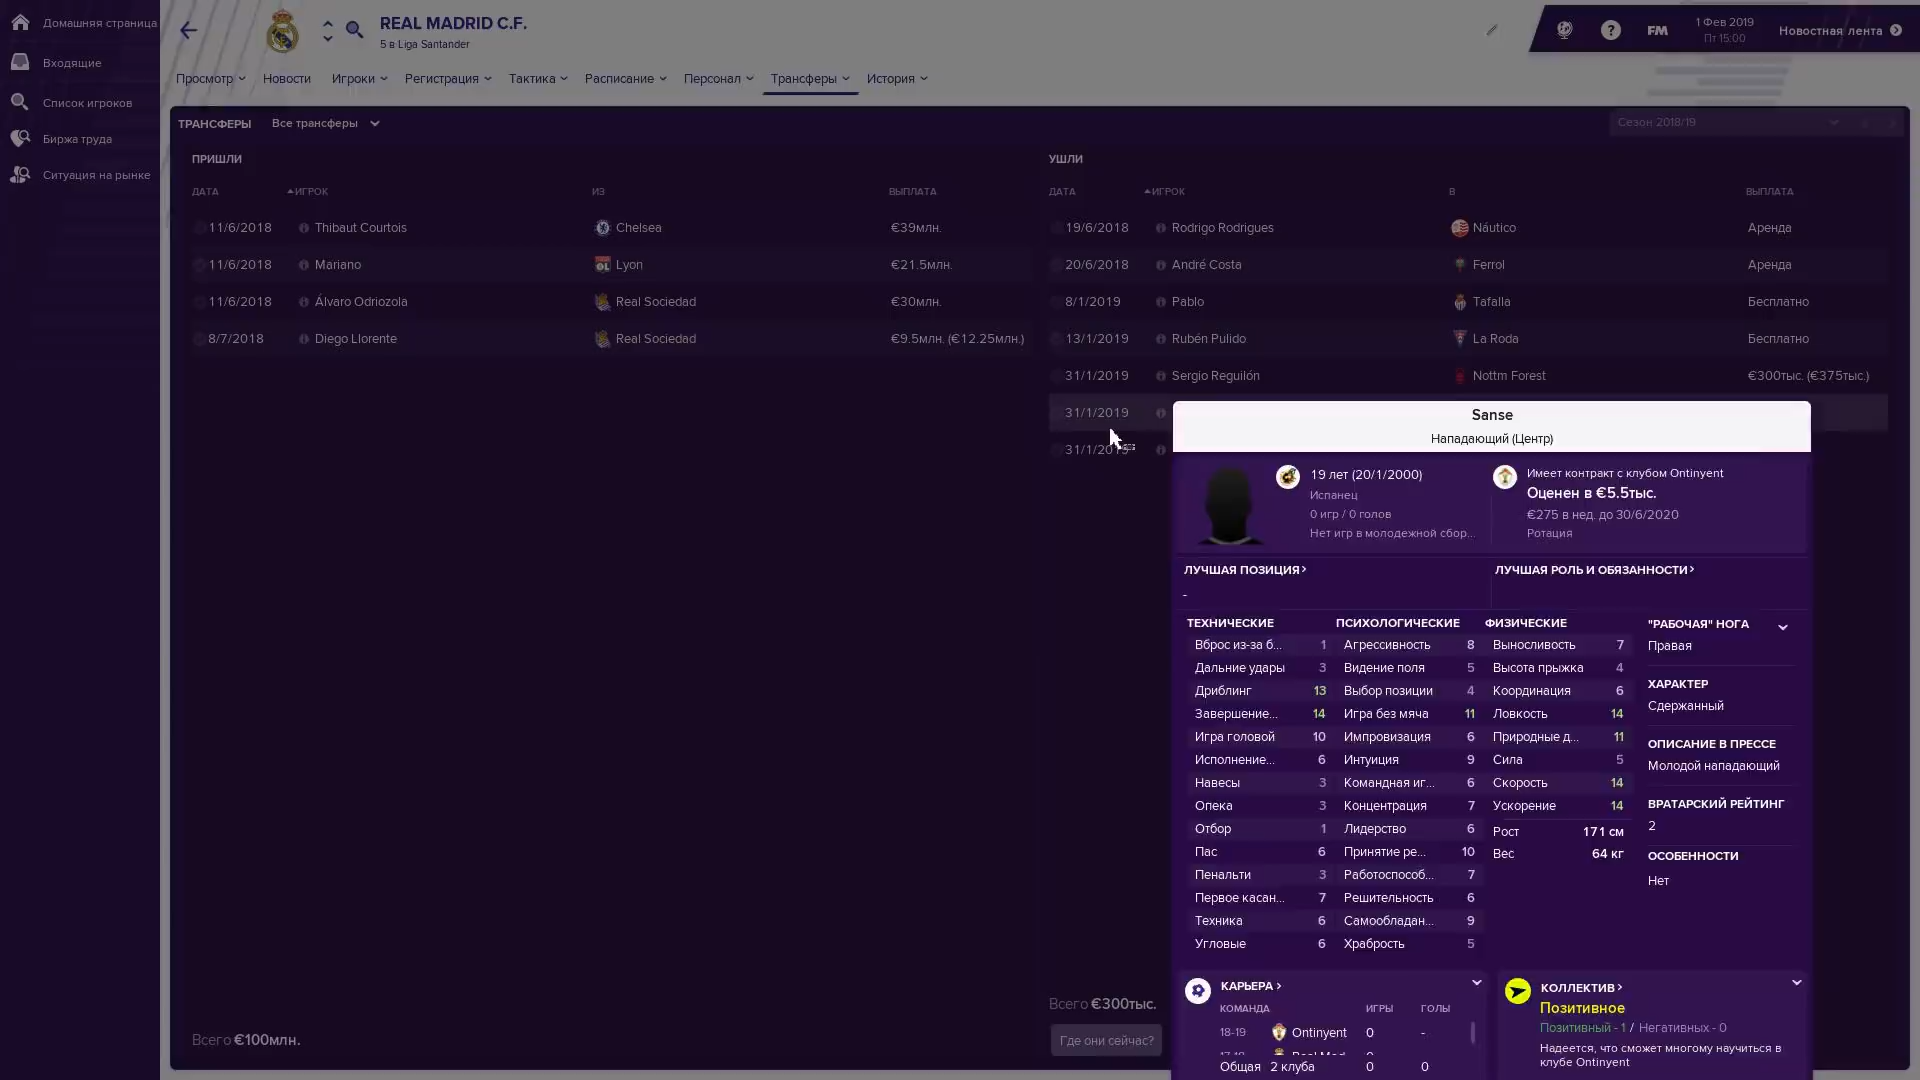 Домашняя страница
Входящие
Список игроков
Биржа труда
Ситуация на рынке
REAL MADRID C.F.
5 в Liga Santander
FM
1 Фев 2019
Пт 15:00
Новостная лента
Просмотр Новости Игроки Регистрация Тактика Расписание Персонал Трансферы История
ТРАНСФЕРЫ Все трансферы Сезон 2018/19
ПРИШЛИ
ДАТА ИГРОК ИЗ ВЫПЛАТА
11/6/2018 Thibaut Courtois Chelsea €39млн.
11/6/2018 Mariano Lyon €21.5млн.
11/6/2018 Álvaro Odriozola Real Sociedad €30млн.
8/7/2018 Diego Llorente Real Sociedad €9.5млн. (€12.25млн.)
Всего €100млн.
УШЛИ
ДАТА ИГРОК В ВЫПЛАТА
19/6/2018 Rodrigo Rodrigues Náutico Аренда
20/6/2018 André Costa Ferrol Аренда
8/1/2019 Pablo Tafalla Бесплатно
13/1/2019 Rubén Pulido La Roda Бесплатно
31/1/2019 Sergio Reguilón Nottm Forest €300тыс. (€375тыс.)
31/1/2019
31/1/2019
Всего €300тыс.
Где они сейчас?
Sanse
Нападающий (Центр)
19 лет (20/1/2000)
Испанец
0 игр / 0 голов
Нет игр в молодежной сбор...
Имеет контракт с клубом Ontinyent
Оценен в €5.5тыс.
€275 в нед. до 30/6/2020
Ротация
ЛУЧШАЯ ПОЗИЦИЯ
-
ЛУЧШАЯ РОЛЬ И ОБЯЗАННОСТИ
ТЕХНИЧЕСКИЕ
Вброс из-за б... 1
Дальние удары 3
Дриблинг 13
Завершение... 14
Игра головой 10
Исполнение... 6
Навесы 3
Опека 3
Отбор 1
Пас 6
Пенальти 3
Первое касан... 7
Техника 6
Угловые 6
ПСИХОЛОГИЧЕСКИЕ
Агрессивность 8
Видение поля 5
Выбор позиции 4
Игра без мяча 11
Импровизация 6
Интуиция 9
Командная иг... 6
Концентрация 7
Лидерство 6
Принятие ре... 10
Работоспособ... 7
Решительность 6
Самообладан... 9
Храбрость 5
ФИЗИЧЕСКИЕ
Выносливость 7
Высота прыжка 4
Координация 6
Ловкость 14
Природные д... 11
Сила 5
Скорость 14
Ускорение 14
Рост 171 см
Вес 64 кг
"РАБОЧАЯ" НОГА
Правая
ХАРАКТЕР
Сдержанный
ОПИСАНИЕ В ПРЕССЕ
Молодой нападающий
ВРАТАРСКИЙ РЕЙТИНГ
2
ОСОБЕННОСТИ
Нет
КАРЬЕРА
КОМАНДА ИГРЫ ГОЛЫ
18-19 Ontinyent 0 -
Общая 2 клуба 0 0
КОЛЛЕКТИВ
Позитивное
Позитивный - 1 / Негативных - 0
Надеется, что сможет многому научиться в
клубе Ontinyent